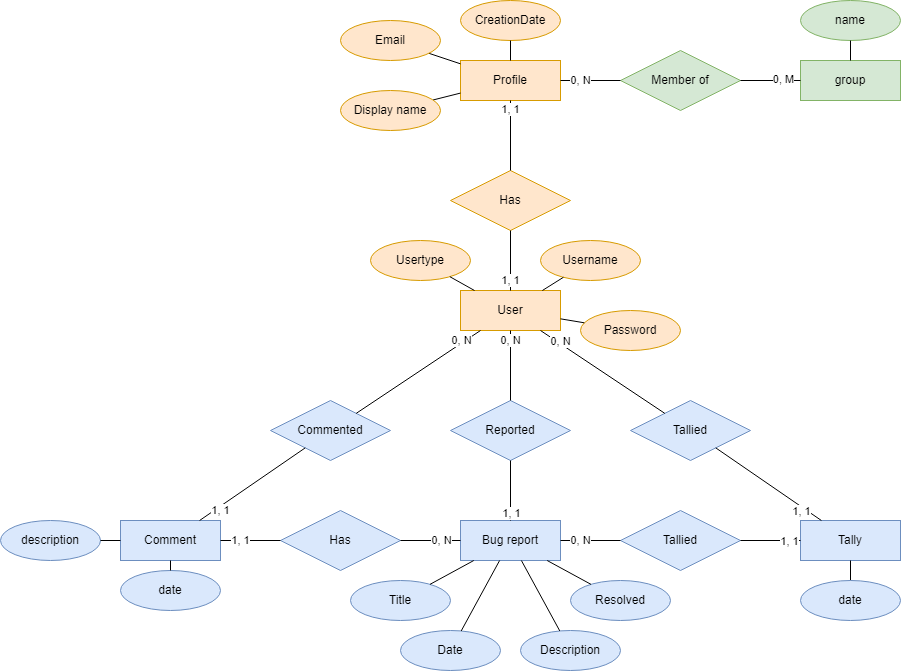 CreationDate
name
Email
Profile
0, N
Member of
0, M
group
Display name
1, 1
Has
Usertype
Username
1, 1
User
Password
0, N
0, N
0, N
Commented
Reported
Tallied
1, 1
1, 1
1, 1
description
Comment
1, 1
Has
0, N
Bug report
0, N
Tallied
1, 1
Tally
date
Title
Resolved
date
Date
Description